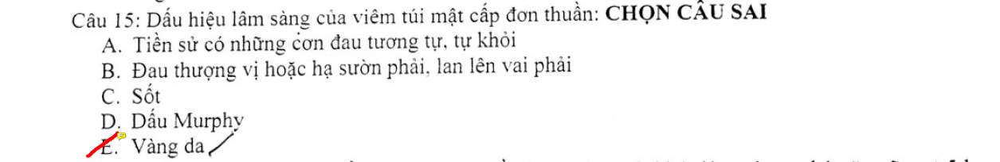 Câu 15: Dấu hiệu lâm sàng của viêm túi mật cấp đơn thuần: CHỌN CÂU SAI
A. Tiền sử có những cơn đau tương tự, tự khỏi
B. Đau thượng vị hoặc hạ sườn phải, lan lên vai phải
C. Sốt
D. Dấu Murphy
E. Vàng da